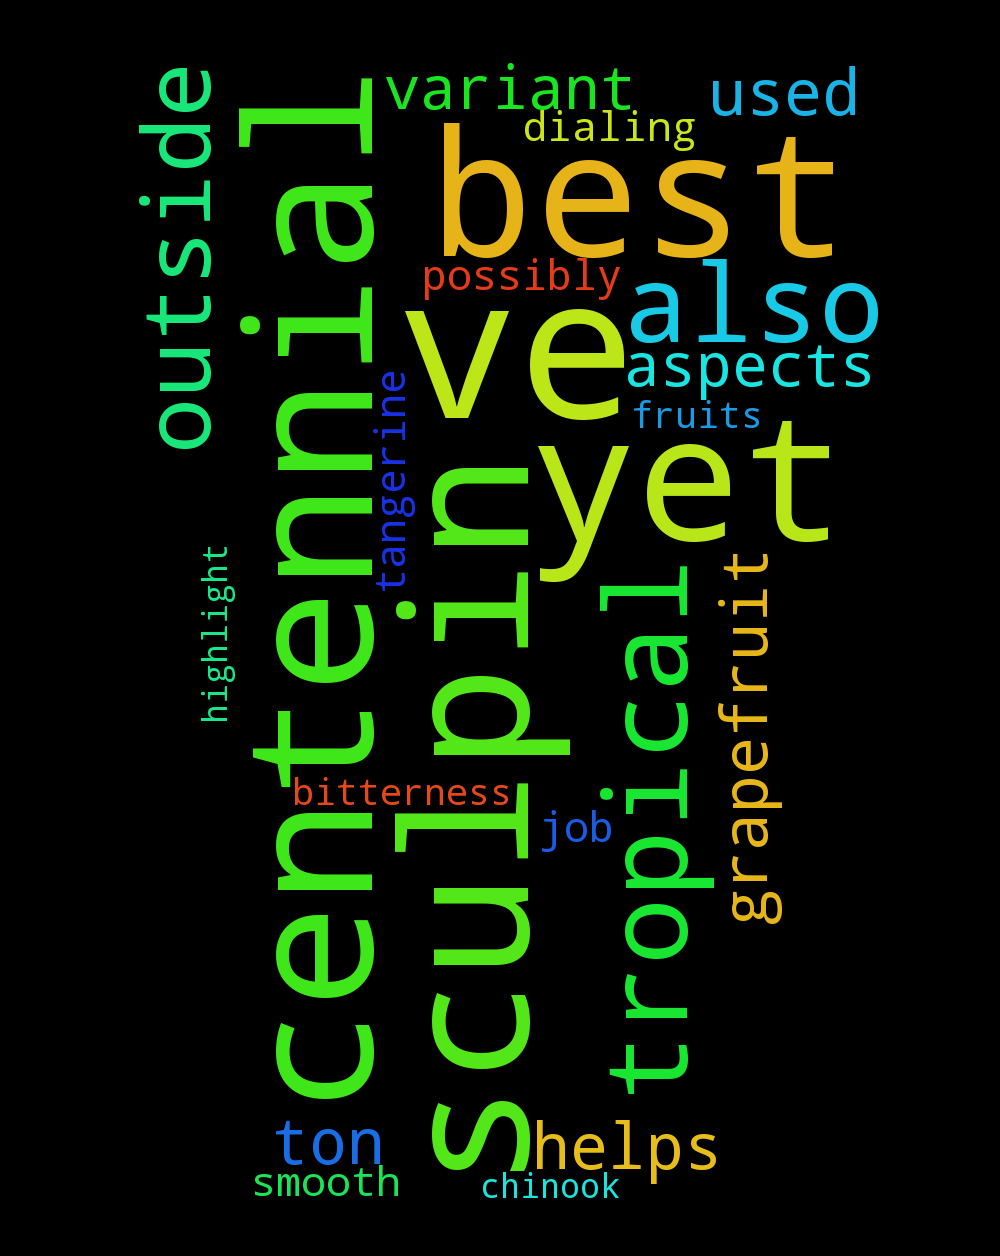 variant
used
dialing
best
outside
centennial
possibly
also
ve
aspects
tangerine
fruits
yet
sculpin
highlight
tropical
grapefruit
bitterness
job
ton
helps
smooth
chinook